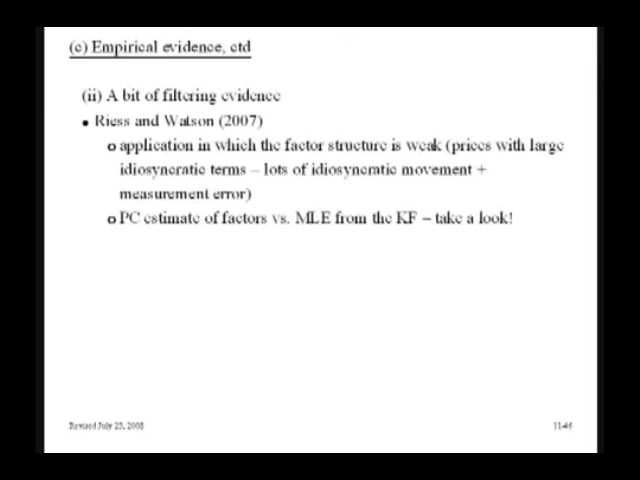 (c) Empirical evidence, ctd
(ii) A bit of filtering evidence
• Riess and Watson (2007)
o application in which the factor structure is weak (prices with large
idiosyncratic terms – lots of idiosyncratic movement +
measurement error)
o PC estimate of factors vs. MLE from the KF – take a look!
Revised July 23, 2008
11-46